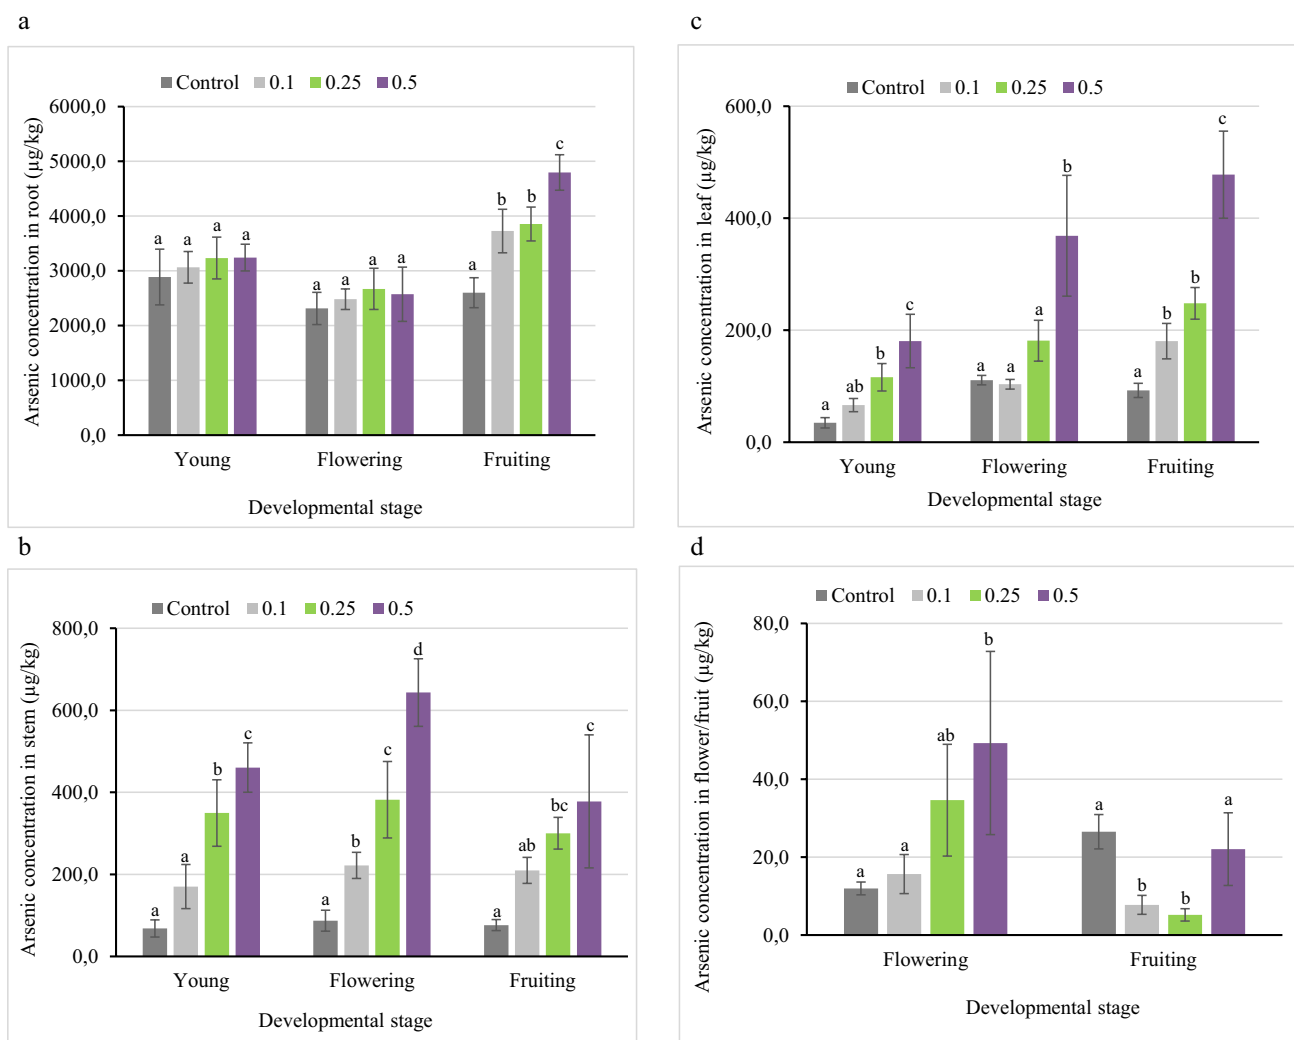 a
Control 0.1 0.25 0.5
Arsenic concentration in root (µg/kg)
6000,0
5000,0
4000,0
3000,0
2000,0
1000,0
0,0
a a a a
a a a a
a b b c
Young Flowering Fruiting
Developmental stage
b
Control 0.1 0.25 0.5
Arsenic concentration in stem (µg/kg)
800,0
600,0
400,0
200,0
0,0
a a b c
a b c d
a ab bc c
Young Flowering Fruiting
Developmental stage
c
Control 0.1 0.25 0.5
Arsenic concentration in leaf (µg/kg)
600,0
400,0
200,0
0,0
a ab b c
a a a b
a b b c
Young Flowering Fruiting
Developmental stage
d
Control 0.1 0.25 0.5
Arsenic concentration in flower/fruit (µg/kg)
80,0
60,0
40,0
20,0
0,0
a a ab b
a b b a
Flowering Fruiting
Developmental stage